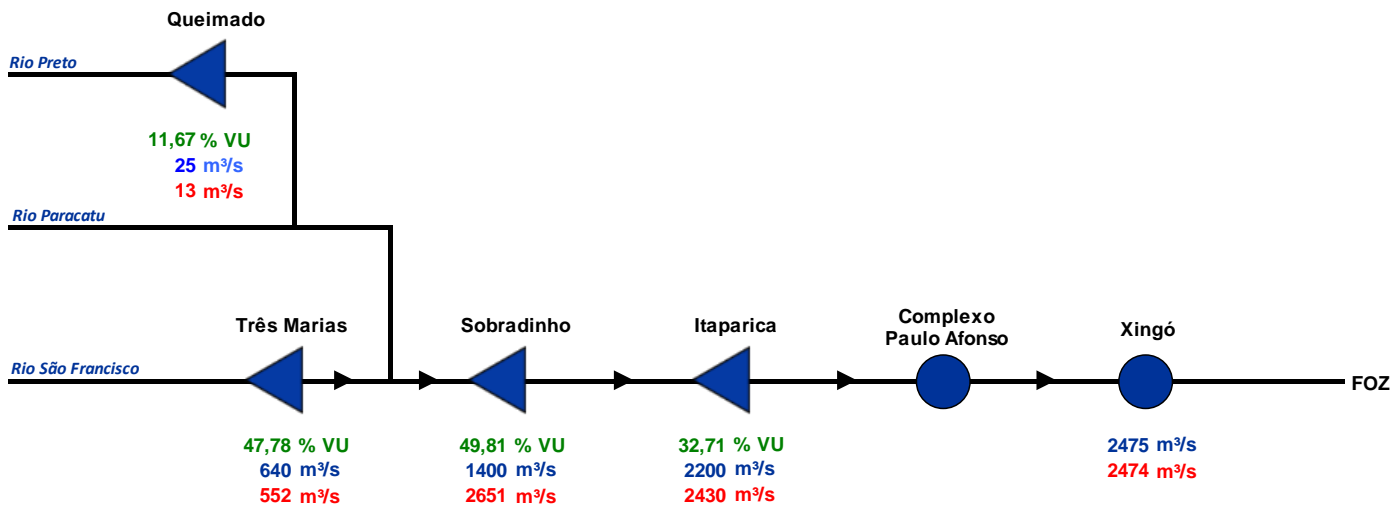 Queimado
Rio Preto
11,67 % VU
25 m³/s
13 m³/s
Rio Paracatu
Três Marias
Sobradinho
Itaparica
Complexo
Paulo Afonso
Xingó
Rio São Francisco
FOZ
47,78 % VU
640 m³/s
552 m³/s
49,81 % VU
1400 m³/s
2651 m³/s
32,71 % VU
2200 m³/s
2430 m³/s
2475 m³/s
2474 m³/s